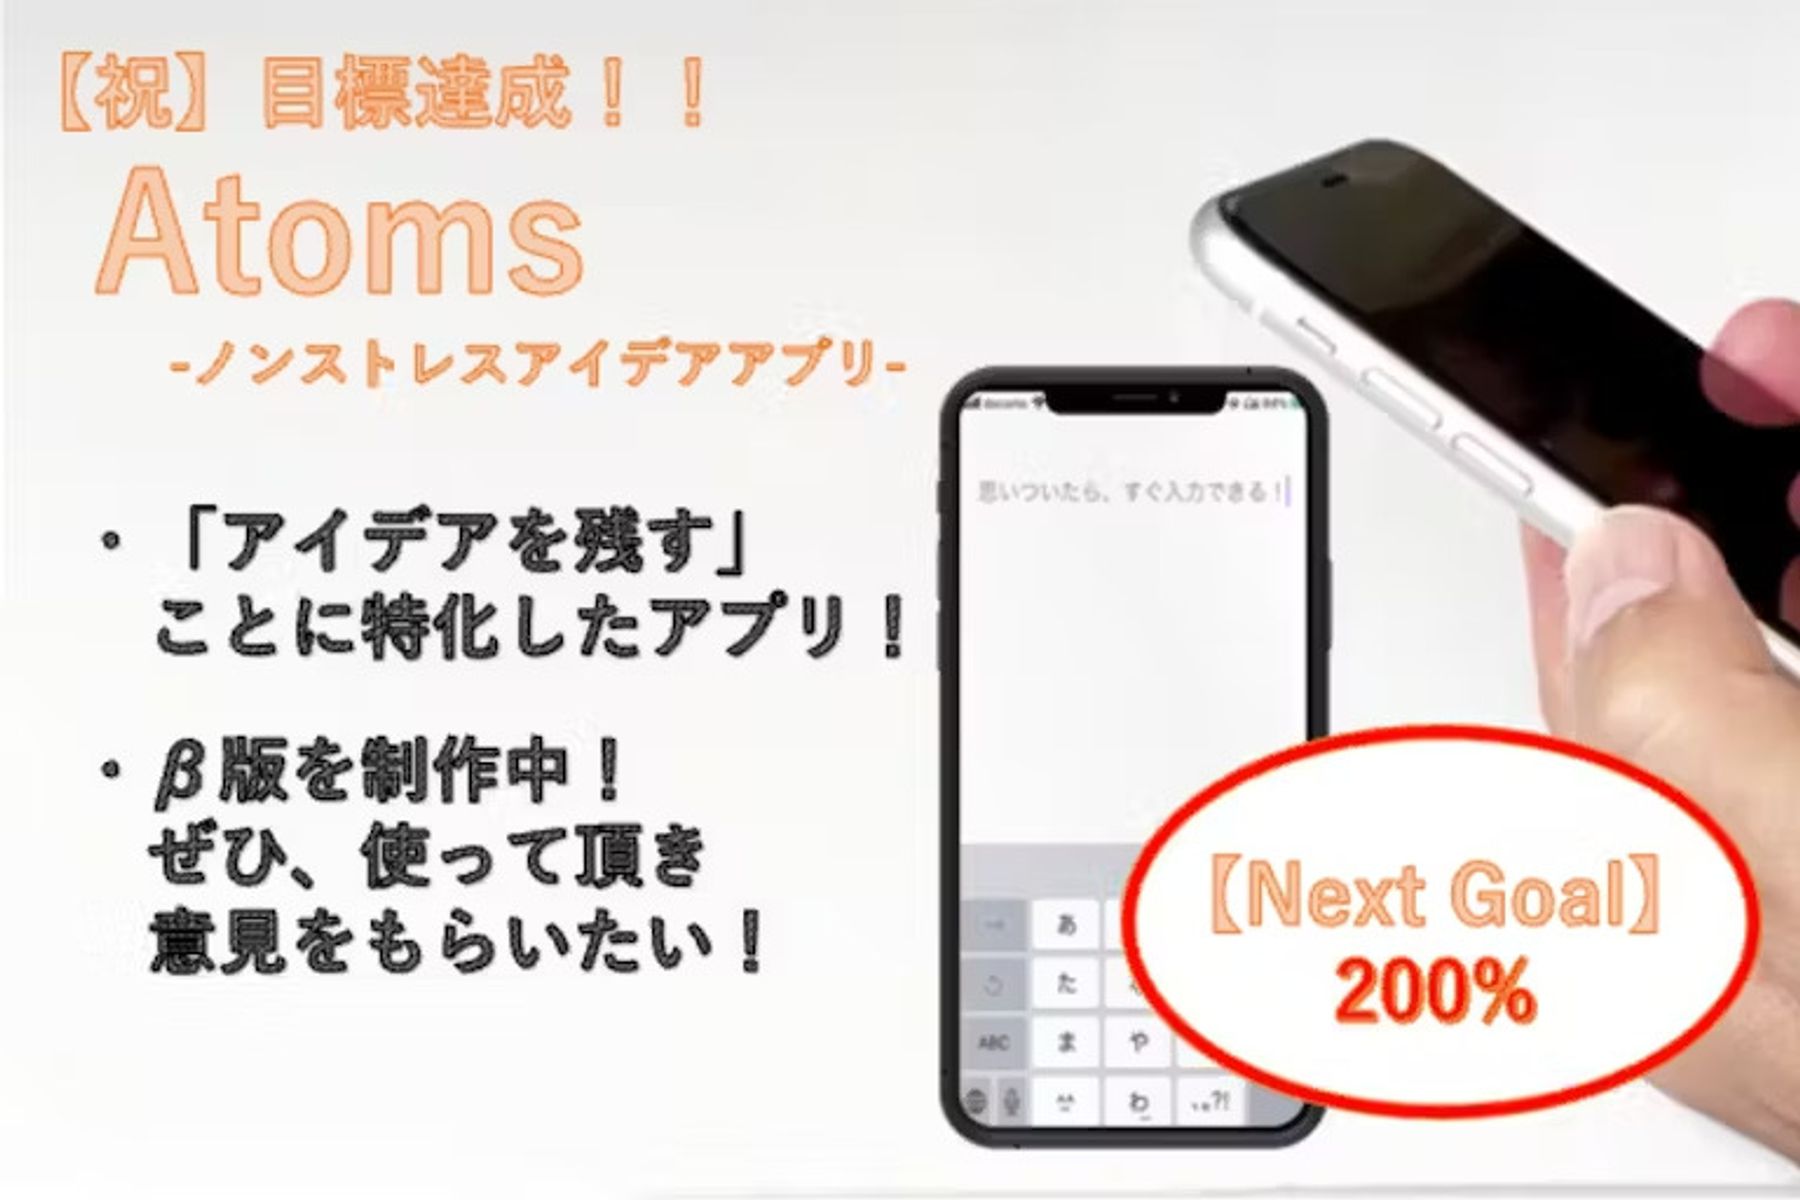 【祝】目標達成！！
Atoms
-ノンストレスアイデアアプリ-
・「アイデアを残す」
ことに特化したアプリ！
・β版を制作中！
ぜひ、使って頂き
意見をもらいたい！
思いついたら、すぐ入力できる！
あ
た
ABC
ま
や
^^
わ
、。?!
【Next Goal】
200%